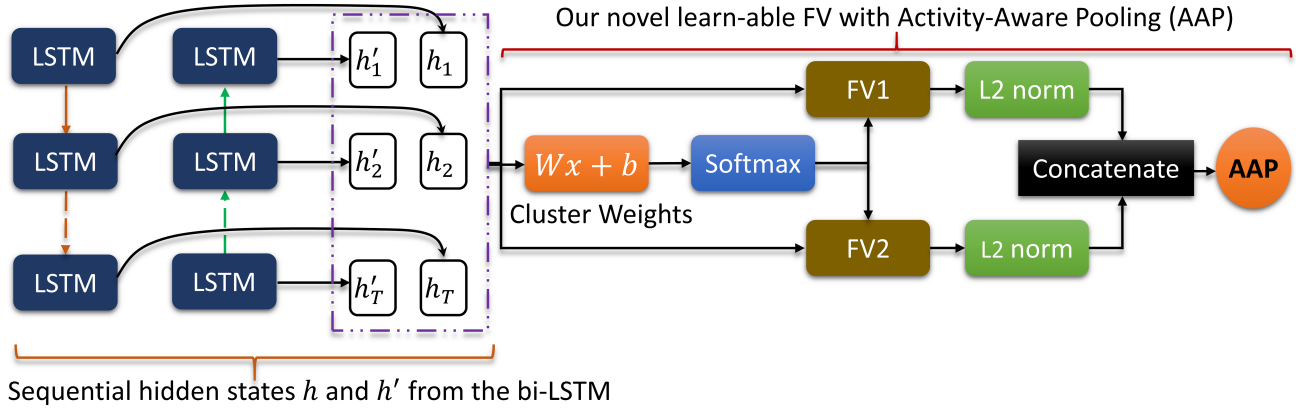 Our novel learn-able FV with Activity-Aware Pooling (AAP)
LSTM LSTM h′₁ h₁
FV1 L2 norm
LSTM LSTM h′₂ h₂
Wx + b Softmax Concatenate AAP
Cluster Weights
FV2 L2 norm
LSTM LSTM h′_T h_T
Sequential hidden states h and h′ from the bi-LSTM